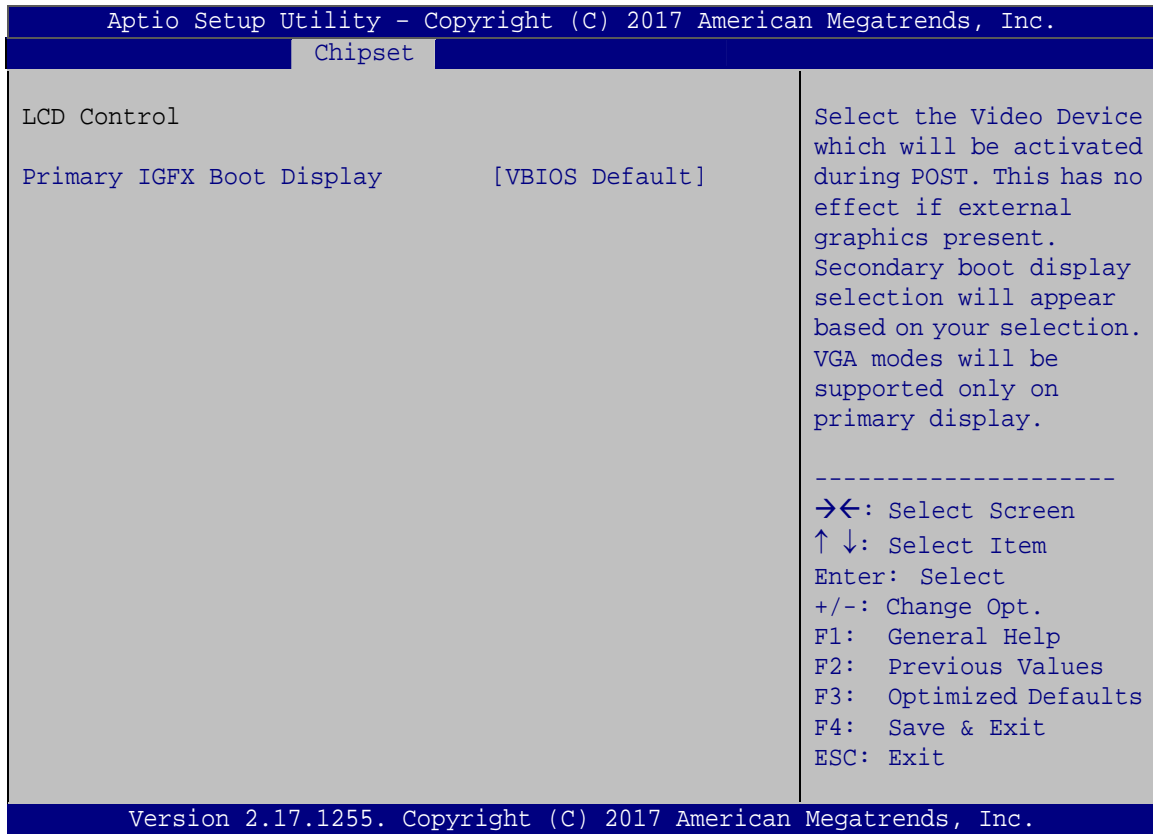 Aptio Setup Utility – Copyright (C) 2017 American Megatrends, Inc.
Chipset
LCD Control
Primary IGFX Boot Display [VBIOS Default]
Select the Video Device
which will be activated
during POST. This has no
effect if external
graphics present.
Secondary boot display
selection will appear
based on your selection.
VGA modes will be
supported only on
primary display.
---------------------
→←: Select Screen
↑ ↓: Select Item
Enter: Select
+/-: Change Opt.
F1: General Help
F2: Previous Values
F3: Optimized Defaults
F4: Save & Exit
ESC: Exit
Version 2.17.1255. Copyright (C) 2017 American Megatrends, Inc.